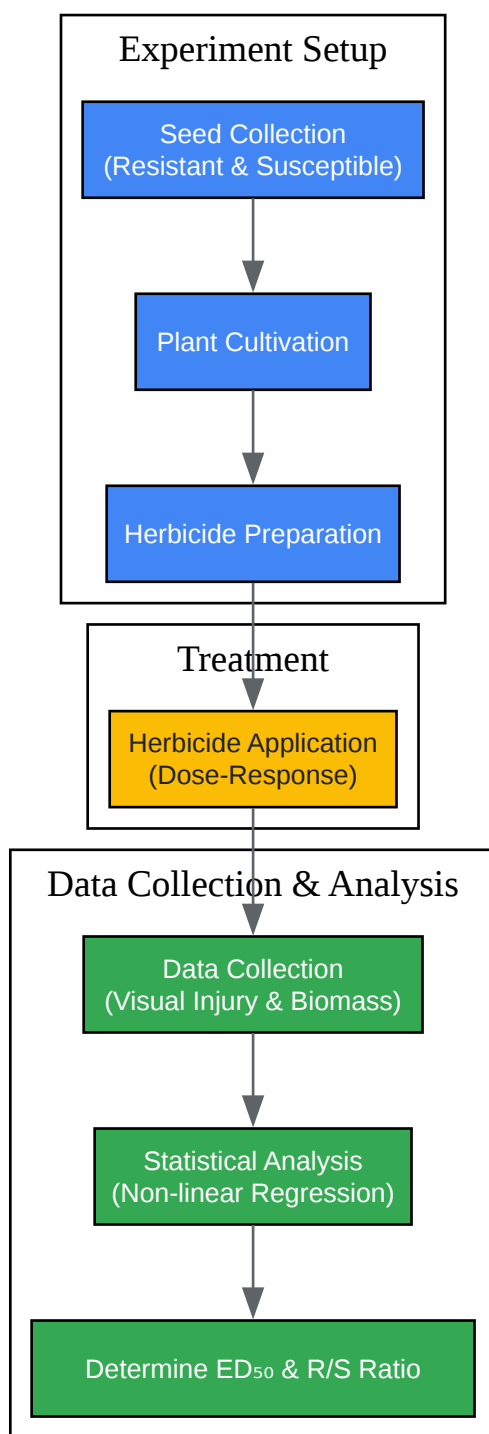 Experiment Setup
Seed Collection
(Resistant & Susceptible)
Plant Cultivation
Herbicide Preparation
Treatment
Herbicide Application
(Dose-Response)
Data Collection & Analysis
Data Collection
(Visual Injury & Biomass)
Statistical Analysis
(Non-linear Regression)
Determine ED₅₀ & R/S Ratio